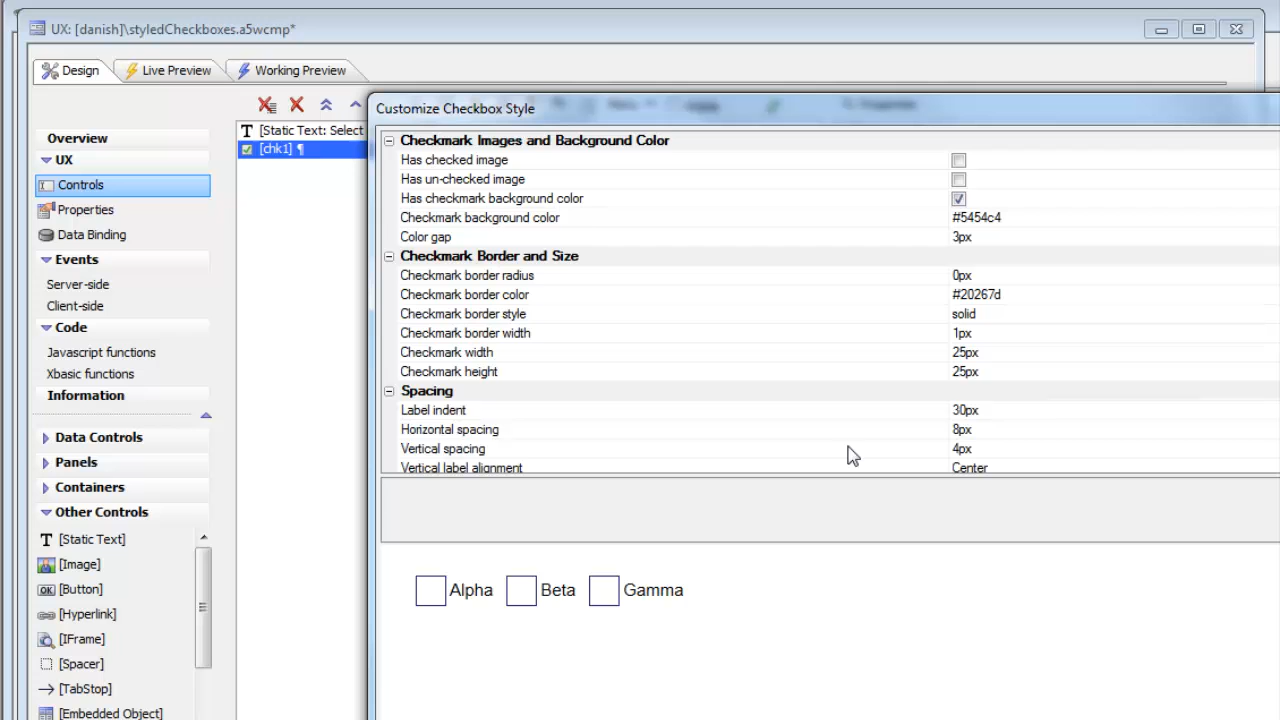 UX: [danish]\styledCheckboxes.a5wcmp*
Design
Live Preview
Working Preview
Overview
UX
Controls
Properties
Data Binding
Events
Server-side
Client-side
Code
Javascript functions
Xbasic functions
Information
Data Controls
Panels
Containers
Other Controls
T [Static Text]
[Image]
OK [Button]
[Hyperlink]
[IFrame]
[Spacer]
[TabStop]
[Embedded Object]
T [Static Text: Select
[chk1] ¶
Customize Checkbox Style
Checkmark Images and Background Color
Has checked image
Has un-checked image
Has checkmark background color
Checkmark background color #5454c4
Color gap 3px
Checkmark Border and Size
Checkmark border radius 0px
Checkmark border color #20267d
Checkmark border style solid
Checkmark border width 1px
Checkmark width 25px
Checkmark height 25px
Spacing
Label indent 30px
Horizontal spacing 8px
Vertical spacing 4px
Vertical label alignment Center
Alpha Beta Gamma